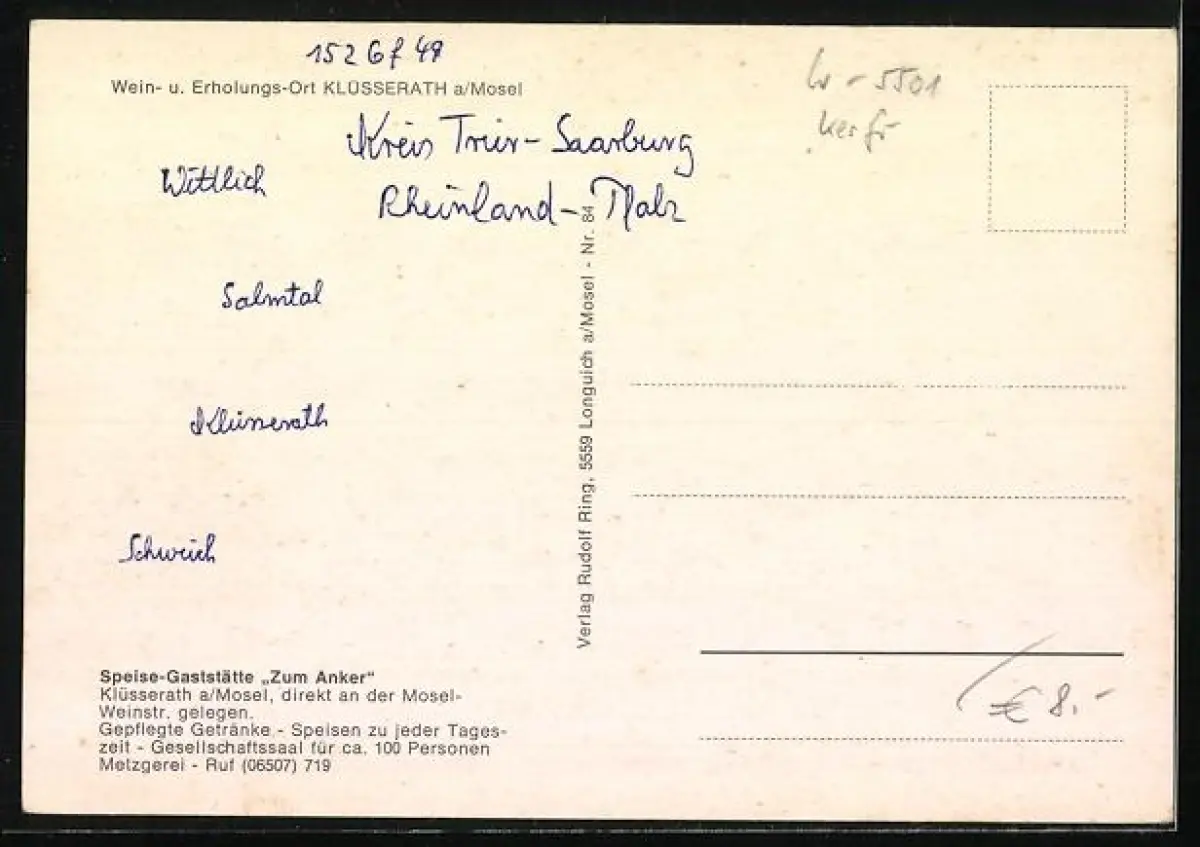 152 Gf 49
Wein- u. Erholungs-Ort KLÜSSERATH a/Mosel
Kreis Trier-Saarburg
Rheinland-Pfalz
Wittlich
Salmtal
Klüsserath
Schweich
Speise-Gaststätte „Zum Anker“
Klüsserath a/Mosel, direkt an der Mosel-
Weinstr. gelegen.
Gepflegte Getränke - Speisen zu jeder Tages-
zeit - Gesellschaftssaal für ca. 100 Personen
Metzgerei - Ruf (06507) 719
Verlag Rudolf Ring, 5559 Longuich a/Mosel - Nr. 84
5501
€ 8.-